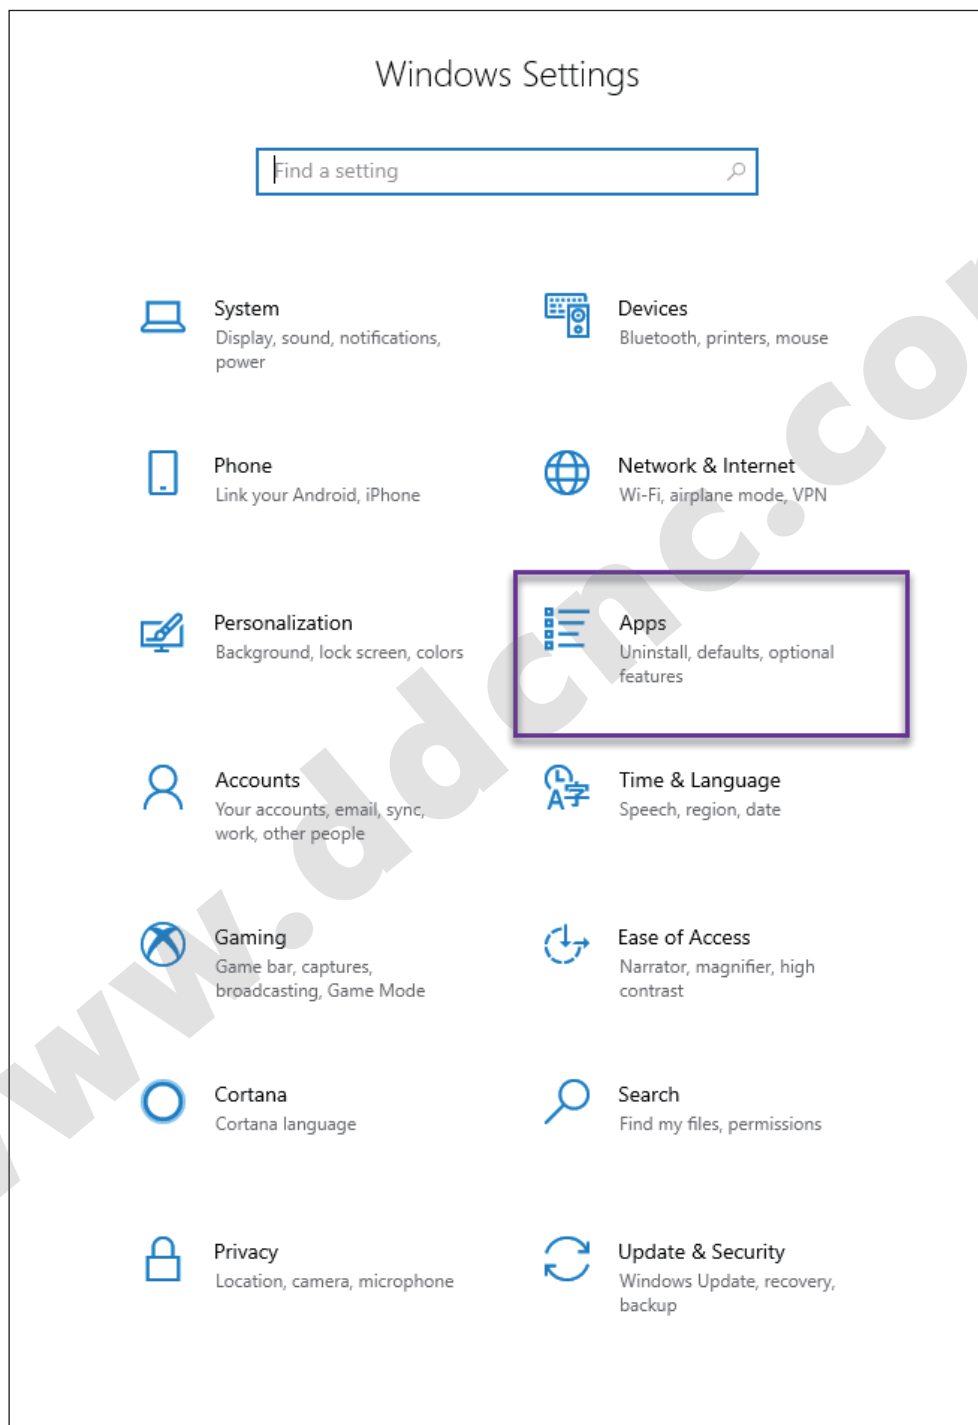 Windows Settings
Find a setting
System
Display, sound, notifications,
power
Devices
Bluetooth, printers, mouse
Phone
Link your Android, iPhone
Network & Internet
Wi-Fi, airplane mode, VPN
Personalization
Background, lock screen, colors
Apps
Uninstall, defaults, optional
features
Accounts
Your accounts, email, sync,
work, other people
Time & Language
Speech, region, date
Gaming
Game bar, captures,
broadcasting, Game Mode
Ease of Access
Narrator, magnifier, high
contrast
Cortana
Cortana language
Search
Find my files, permissions
Privacy
Location, camera, microphone
Update & Security
Windows Update, recovery,
backup
www.ddcnc.com